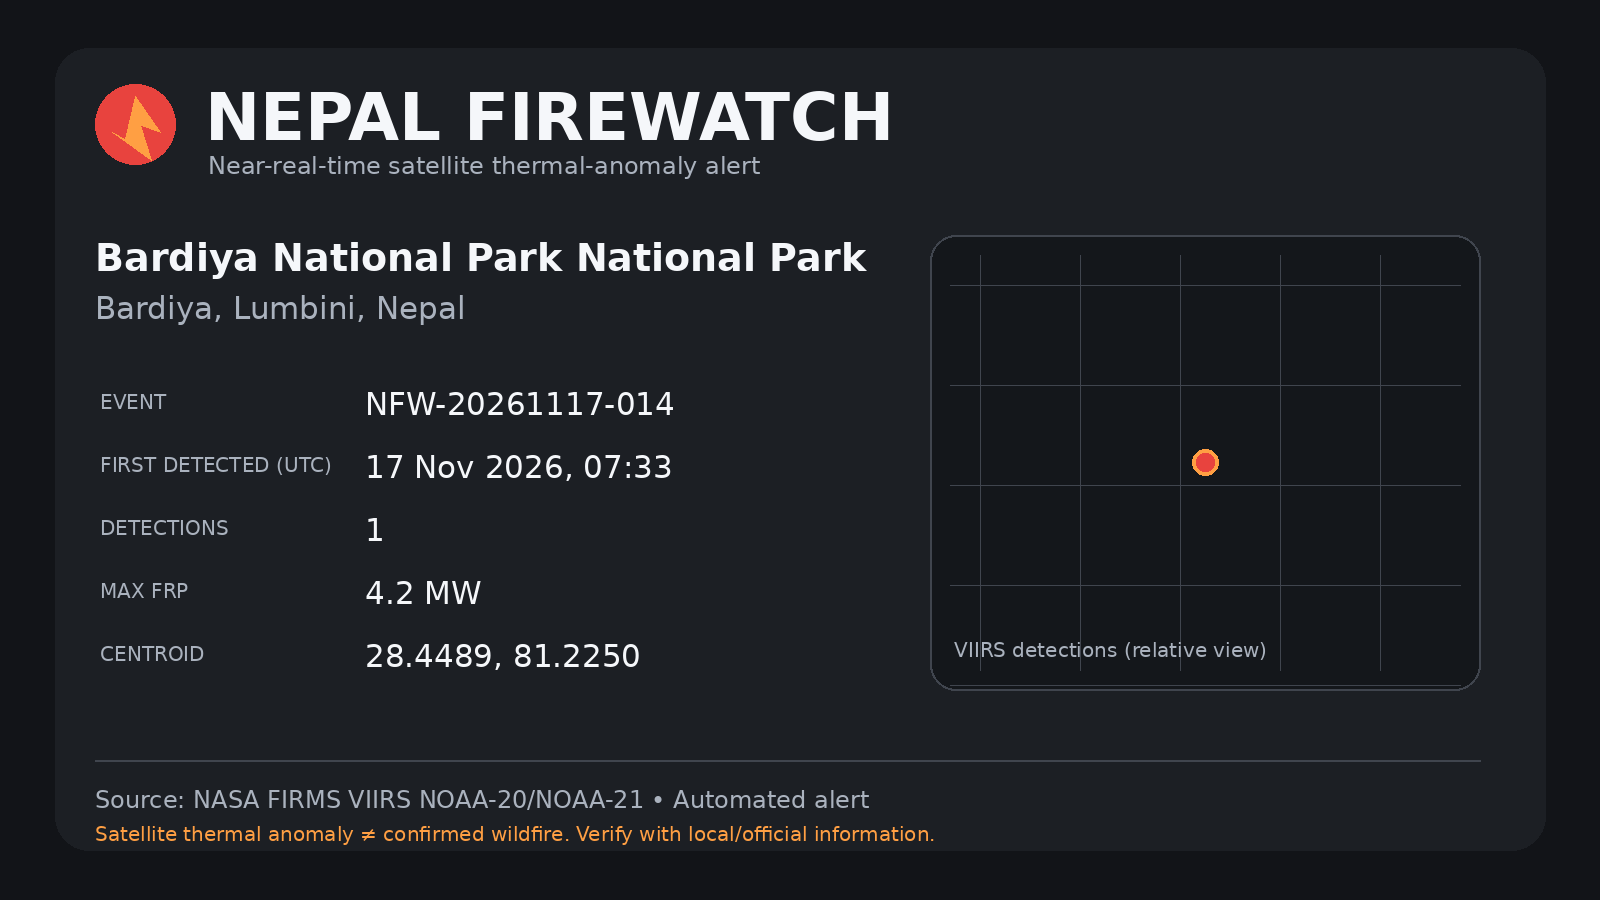 NEPAL FIREWATCH
Near-real-time satellite thermal-anomaly alert
Bardiya National Park National Park
Bardiya, Lumbini, Nepal
EVENT NFW-20261117-014
FIRST DETECTED (UTC) 17 Nov 2026, 07:33
DETECTIONS 1
MAX FRP 4.2 MW
CENTROID 28.4489, 81.2250
VIIRS detections (relative view)
Source: NASA FIRMS VIIRS NOAA-20/NOAA-21 • Automated alert
Satellite thermal anomaly ≠ confirmed wildfire. Verify with local/official information.